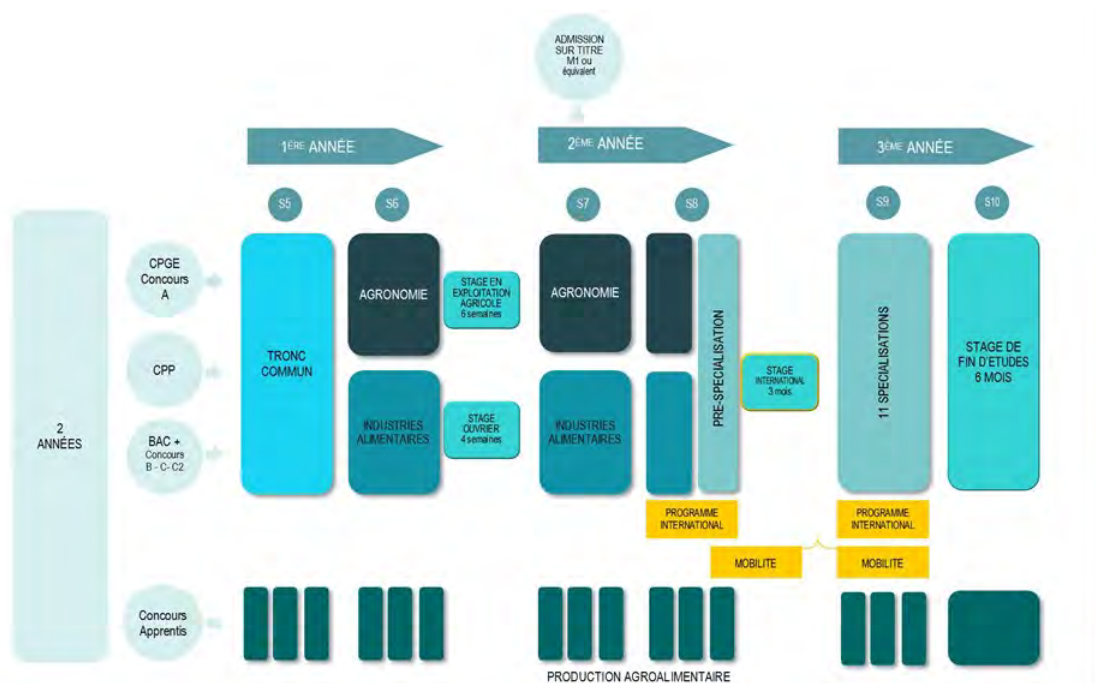 ADMISSION
SUR TITRE
M1 ou
équivalent
1ÈRE ANNÉE
2ÈME ANNÉE
3ÈME ANNÉE
S5
S6
S7
S8
S9
S10
2
ANNÉES
CPGE
Concours
A
CPP
BAC +
Concours
B - C- C2
Concours
Apprentis
TRONC
COMMUN
AGRONOMIE
INDUSTRIES
ALIMENTAIRES
STAGE EN
EXPLOITATION
AGRICOLE
6 semaines
STAGE
OUVRIER
4 semaines
AGRONOMIE
INDUSTRIES
ALIMENTAIRES
PRE-SPECIALISATION
STAGE
INTERNATIONAL
3 mois
11 SPECIALISATIONS
STAGE DE
FIN D'ETUDES
6 MOIS
PROGRAMME
INTERNATIONAL
PROGRAMME
INTERNATIONAL
MOBILITE
MOBILITE
PRODUCTION AGROALIMENTAIRE